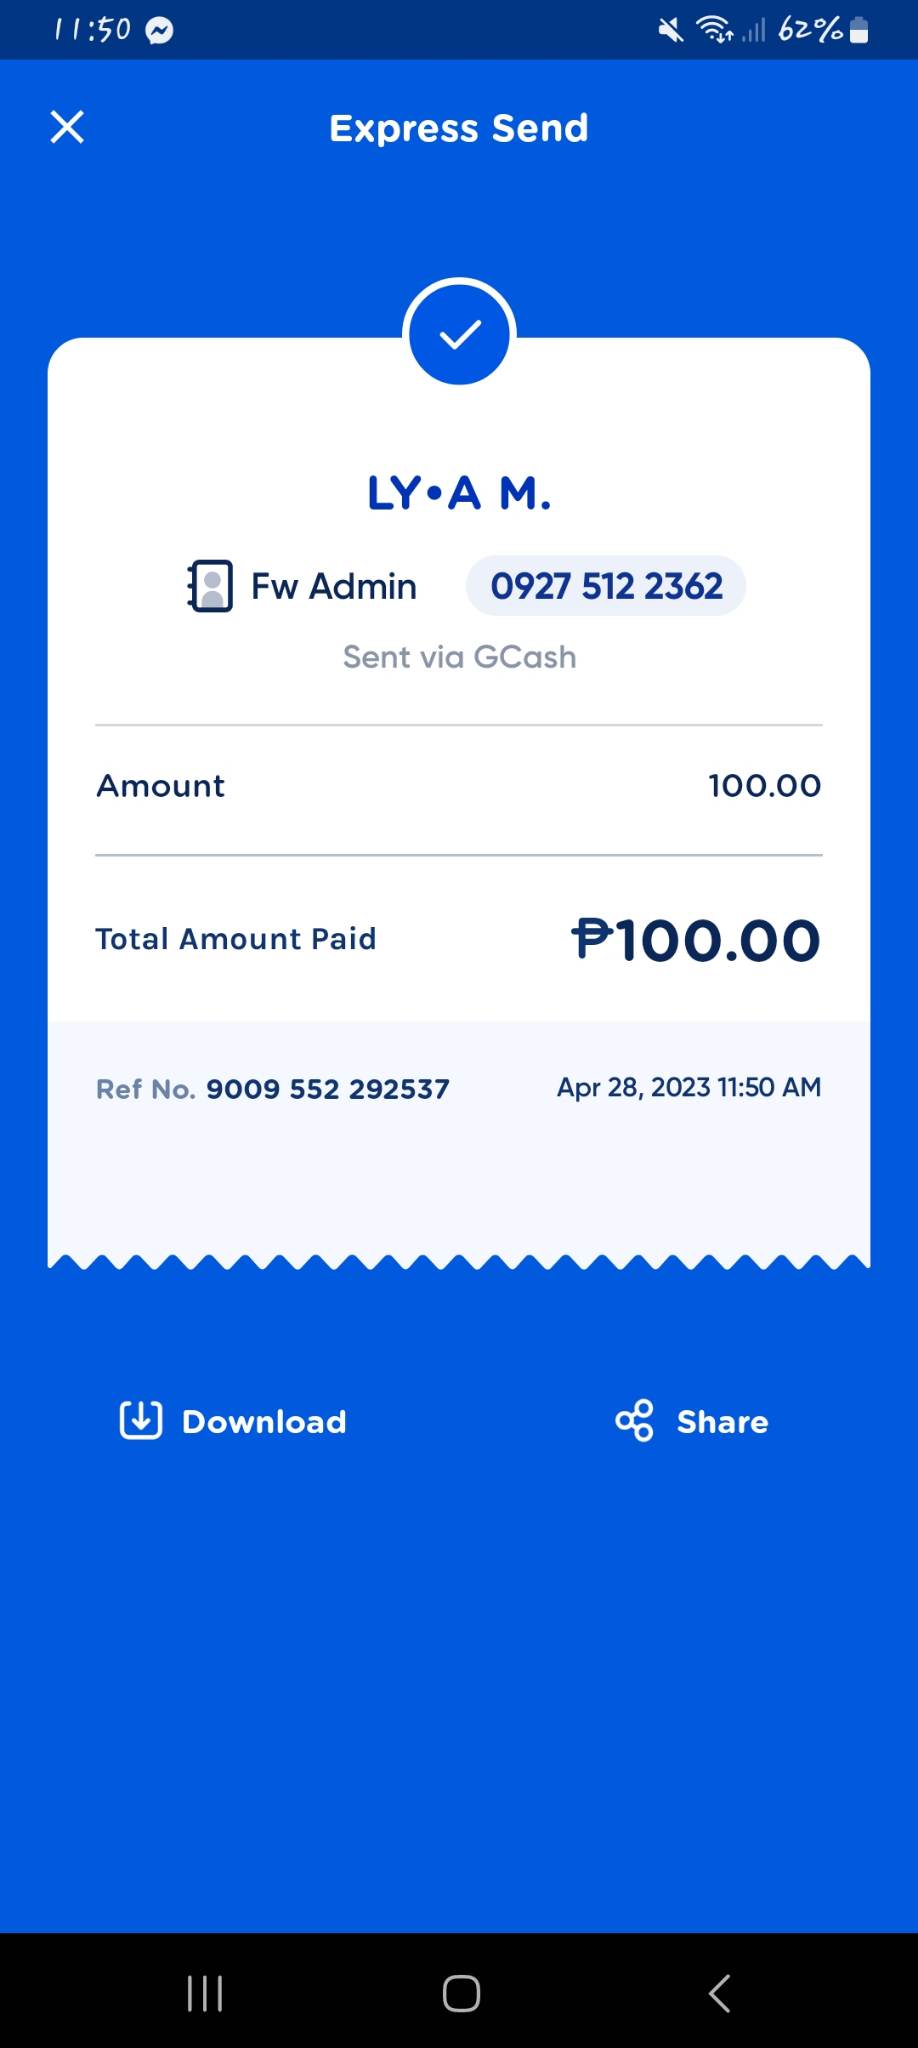 11:50 62%
Express Send
LY•A M.
Fw Admin 0927 512 2362
Sent via GCash
Amount 100.00
Total Amount Paid ₱100.00
Ref No. 9009 552 292537 Apr 28, 2023 11:50 AM
Download Share